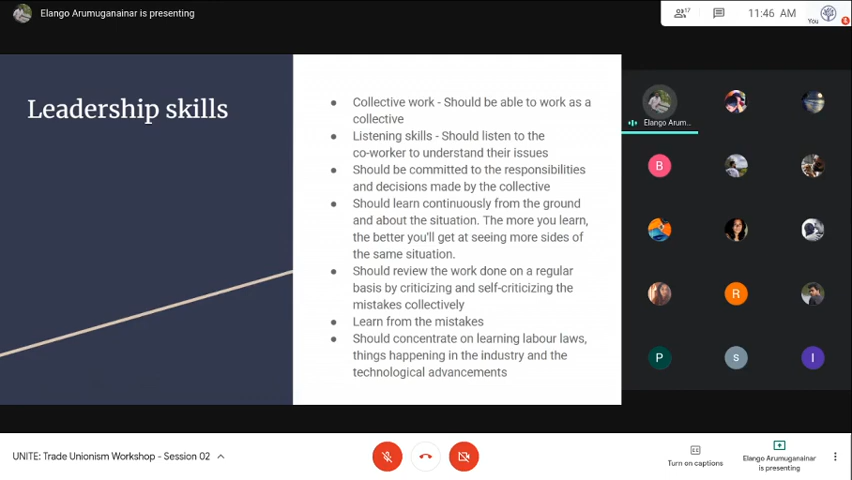 Elango Arumuganainar is presenting
17
11:46 AM
You
Leadership skills
● Collective work - Should be able to work as a
collective
● Listening skills - Should listen to the
co-worker to understand their issues
● Should be committed to the responsibilities
and decisions made by the collective
● Should learn continuously from the ground
and about the situation. The more you learn,
the better you'll get at seeing more sides of
the same situation.
● Should review the work done on a regular
basis by criticizing and self-criticizing the
mistakes collectively
● Learn from the mistakes
● Should concentrate on learning labour laws,
things happening in the industry and the
technological advancements
Elango Arum...
B
R
P
S
I
UNITE: Trade Unionism Workshop - Session 02
Turn on captions
Elango Arumuganainar
is presenting